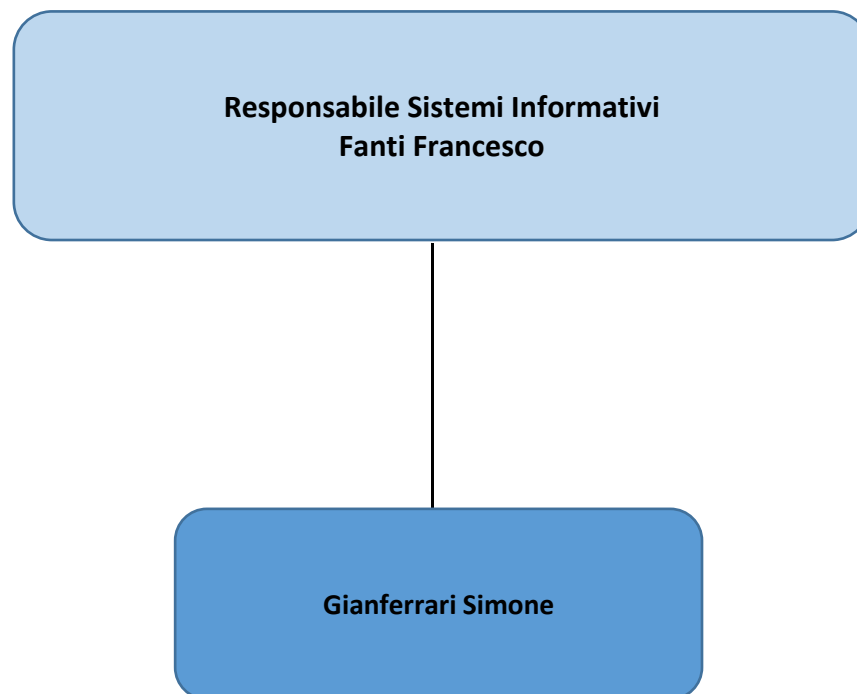 Responsabile Sistemi Informativi
Fanti Francesco
Gianferrari Simone